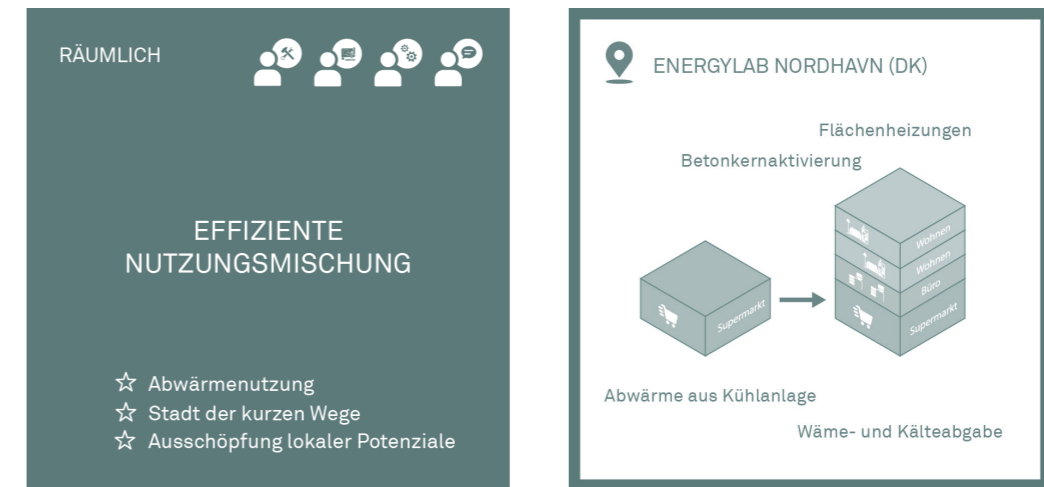 RÄUMLICH
EFFIZIENTE
NUTZUNGSMISCHUNG
Abwärmenutzung
Stadt der kurzen Wege
Ausschöpfung lokaler Potenziale
ENERGYLAB NORDHAVN (DK)
Flächenheizungen
Betonkernaktivierung
Wohnen
Wohnen
Büro
Supermarkt
Supermarkt
Abwärme aus Kühlanlage
Wäme- und Kälteabgabe